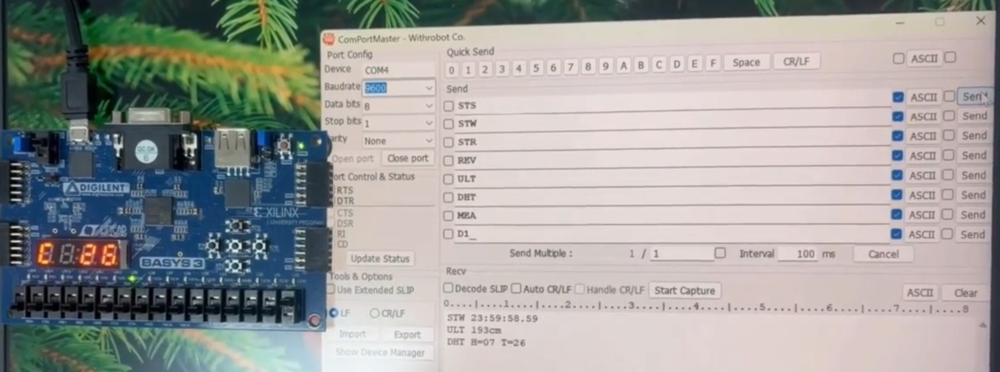 ComPortMaster - Withrobot Co.
Port Config
Device COM4
Baudrate 9600
Data bits 8
Stop bits 1
arity None
Open port Close port
ort Control & Status
RTS
DTR
CTS
DSR
RI
CD
Update Status
Tools & Options
Use Extended SLIP
LF CR/LF
Import Export
Show Device Manager
Quick Send
0 1 2 3 4 5 6 7 8 9 A B C D E F Space CR/LF ASCII
Send
STS ASCII Send
STW ASCII Send
STR ASCII Send
REV ASCII Send
ULT ASCII Send
DHT ASCII Send
MEA ASCII Send
D1_ ASCII Send
Send Multiple : 1 / 1 Interval 100 ms Cancel
Recv
Decode SLIP Auto CR/LF Handle CR/LF Start Capture ASCII Clear
0....|....1....|....2....|....3....|....4....|....5....|....6....|....7....|....8
STW 23:59:58.59
ULT 193cm
DHT H=07 T=26
QC.OK
6
DIGILENT
XILINX
UNIVERSITY PROGRAM
BASYS 3